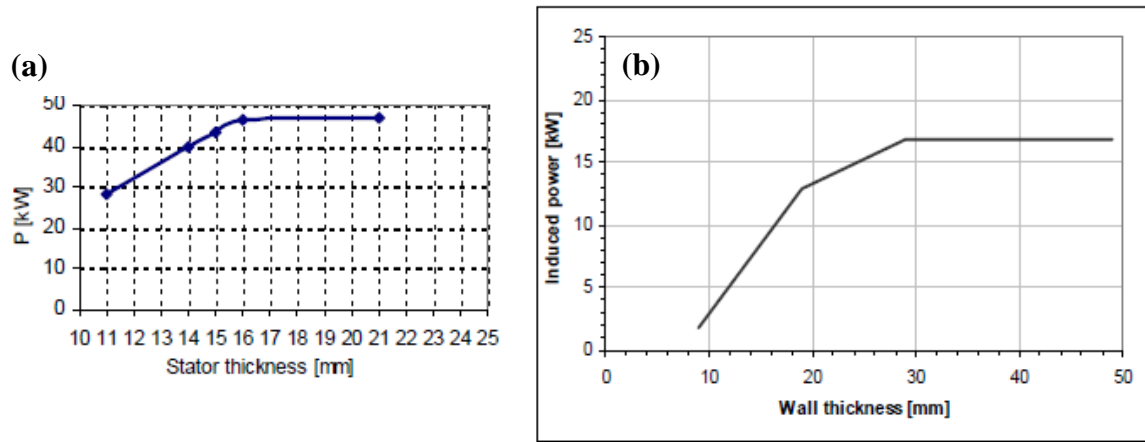 (a)
50
40
30
20
10
0
P [kW]
10 11 12 13 14 15 16 17 18 19 20 21 22 23 24 25
Stator thickness [mm]
(b)
25
20
15
10
5
0
Induced power [kW]
0 10 20 30 40 50
Wall thickness [mm]